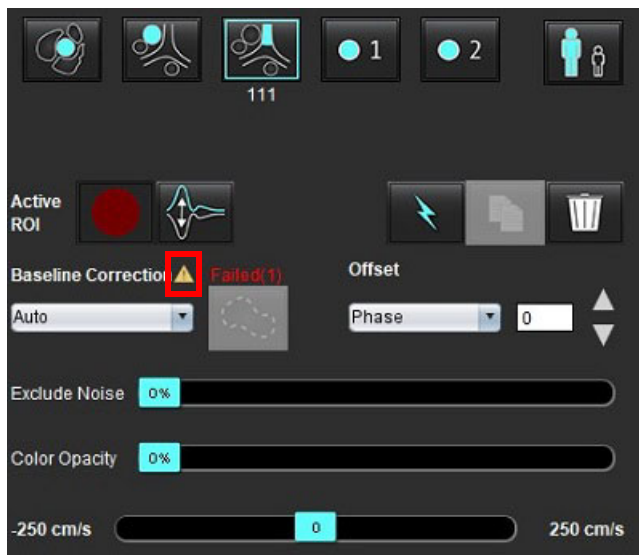 1
2
111
Active
ROI
Baseline Correction
Failed(1)
Offset
Auto
Phase
0
Exclude Noise
0%
Color Opacity
0%
-250 cm/s
0
250 cm/s